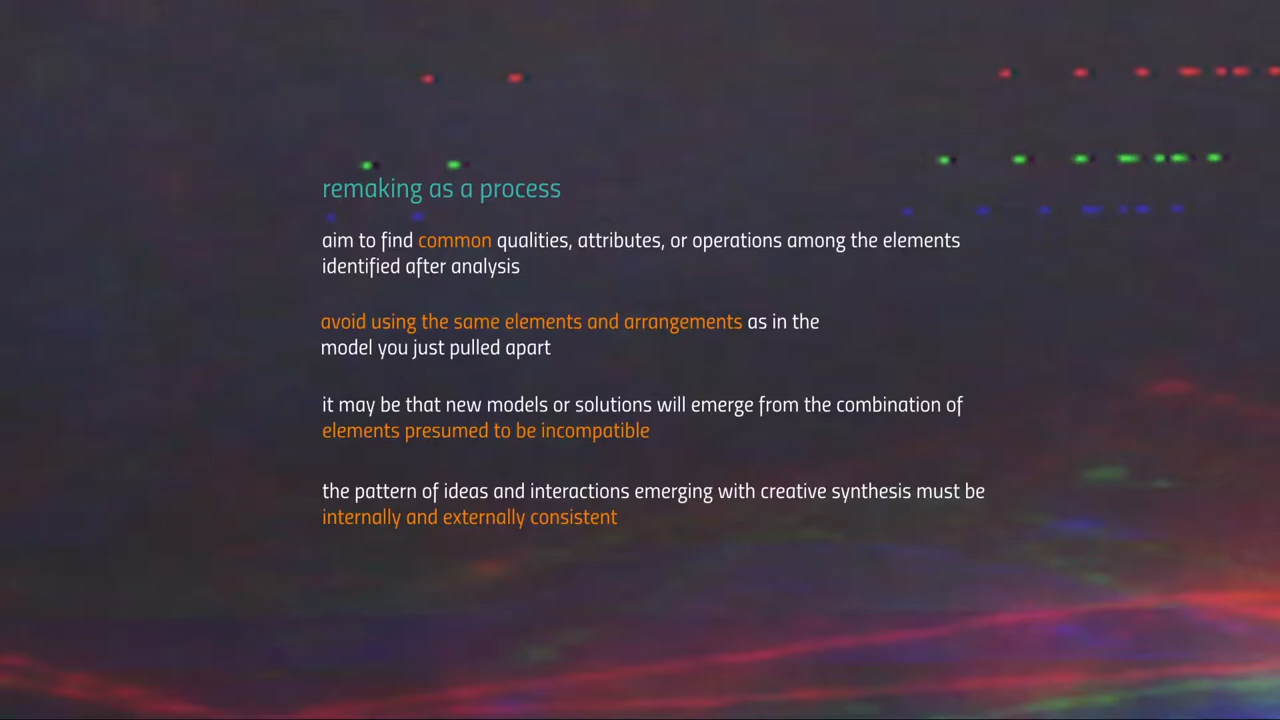 remaking as a process
aim to find common qualities, attributes, or operations among the elements
identified after analysis
avoid using the same elements and arrangements as in the
model you just pulled apart
it may be that new models or solutions will emerge from the combination of
elements presumed to be incompatible
the pattern of ideas and interactions emerging with creative synthesis must be
internally and externally consistent